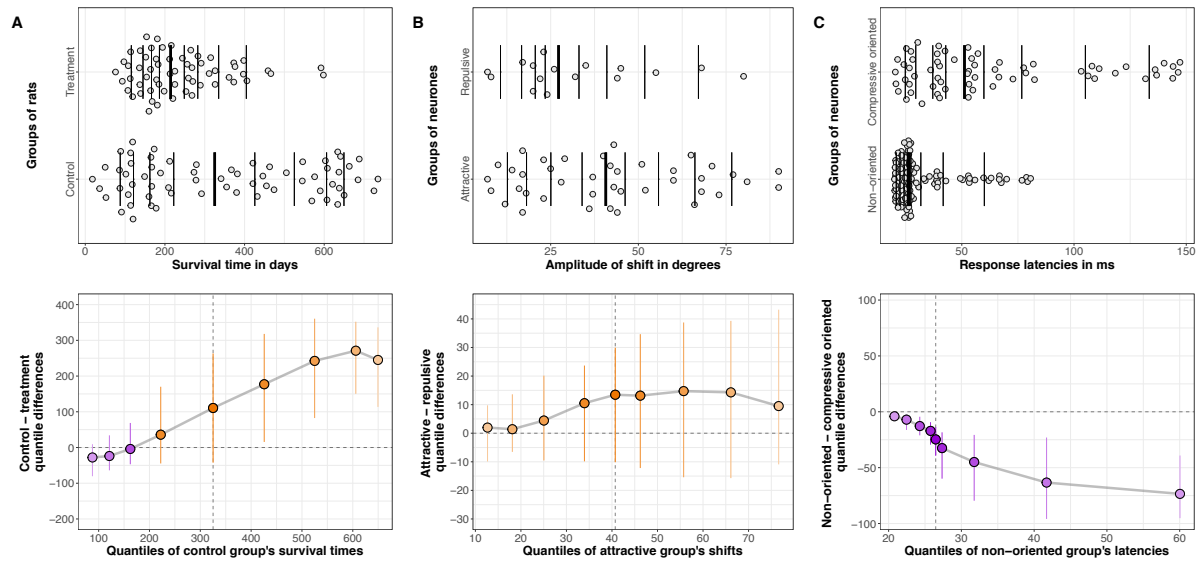 A
Groups of rats
Treatment
Control
0
200
400
600
Survival time in days
B
Groups of neurones
Repulsive
Attractive
25
50
75
Amplitude of shift in degrees
C
Groups of neurones
Compressive oriented
Non−oriented
50
100
150
Response latencies in ms
Control − treatment
quantile differences
400
300
200
100
0
−100
−200
100
200
300
400
500
600
Quantiles of control group's survival times
Attractive − repulsive
quantile differences
40
30
20
10
0
−10
−20
−30
10
20
30
40
50
60
70
Quantiles of attractive group's shifts
Non−oriented − compressive oriented
quantile differences
100
50
0
−50
−100
20
30
40
50
60
Quantiles of non−oriented group's latencies